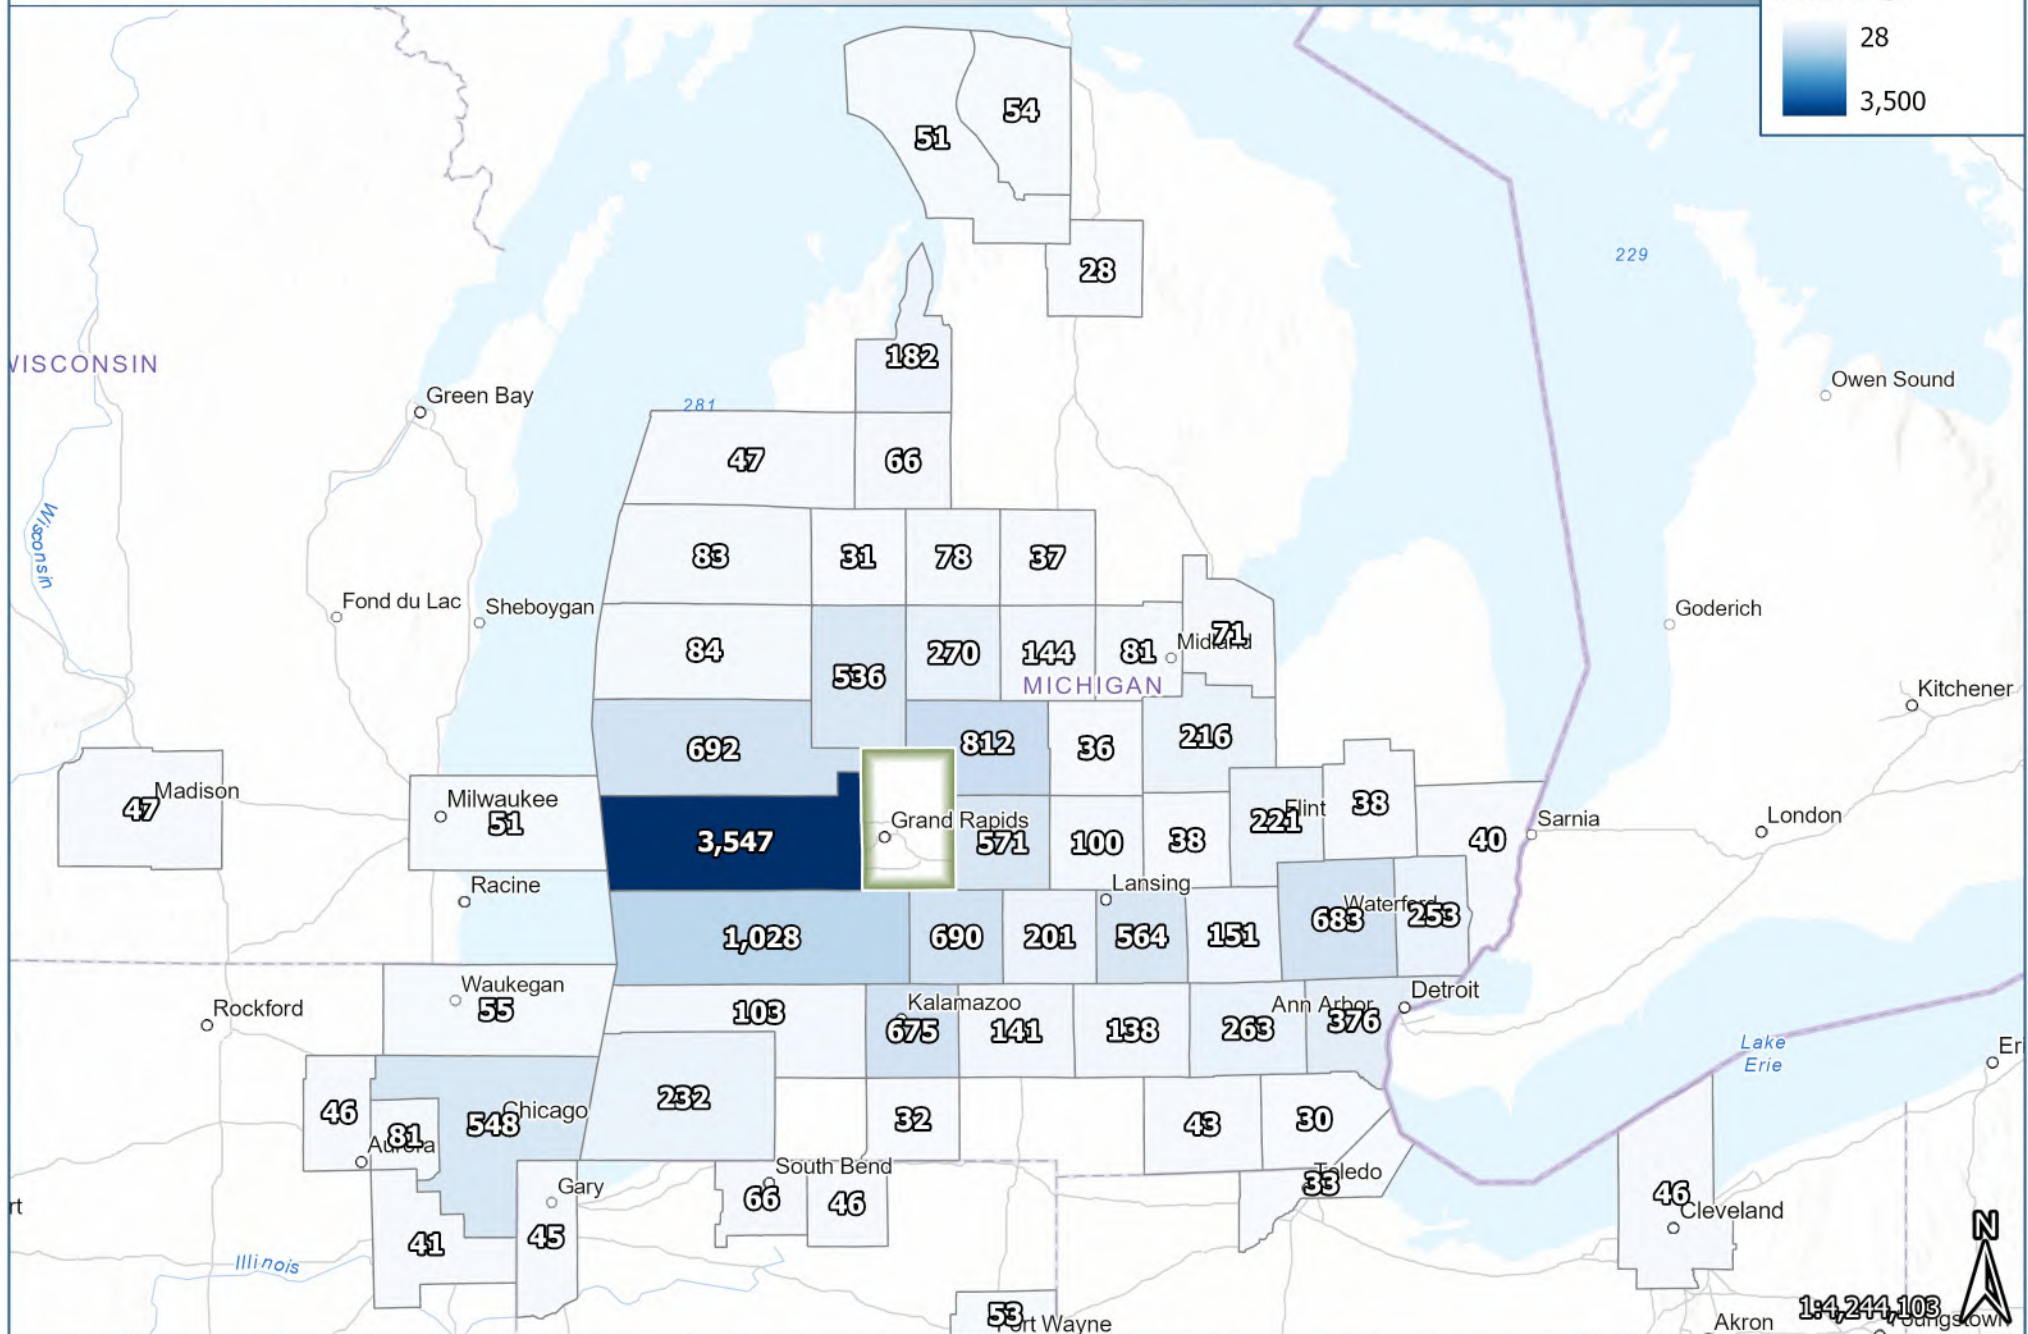 28
3,500
54
51
28
229
182
WISCONSIN
Owen Sound
Green Bay
281
47
66
Wisconsin
83
31
78
37
Fond du Lac
Sheboygan
Goderich
84
536
270
144
81
Midland
71
MICHIGAN
Kitchener
692
812
36
216
Madison
47
Milwaukee
51
3,547
Grand Rapids
571
100
38
221
Flint
38
40
Sarnia
London
Racine
Lansing
1,028
690
201
564
151
683
Waterford
253
Waukegan
55
Rockford
103
Kalamazoo
675
141
138
263
Ann Arbor
376
Detroit
Lake
Erie
Eri
46
81
Aurora
548
Chicago
232
32
43
30
South Bend
66
46
Toledo
33
Gary
45
41
Illinois
rt
46
Cleveland
N
53
Fort Wayne
Akron
1:4,244,103
Youngstown